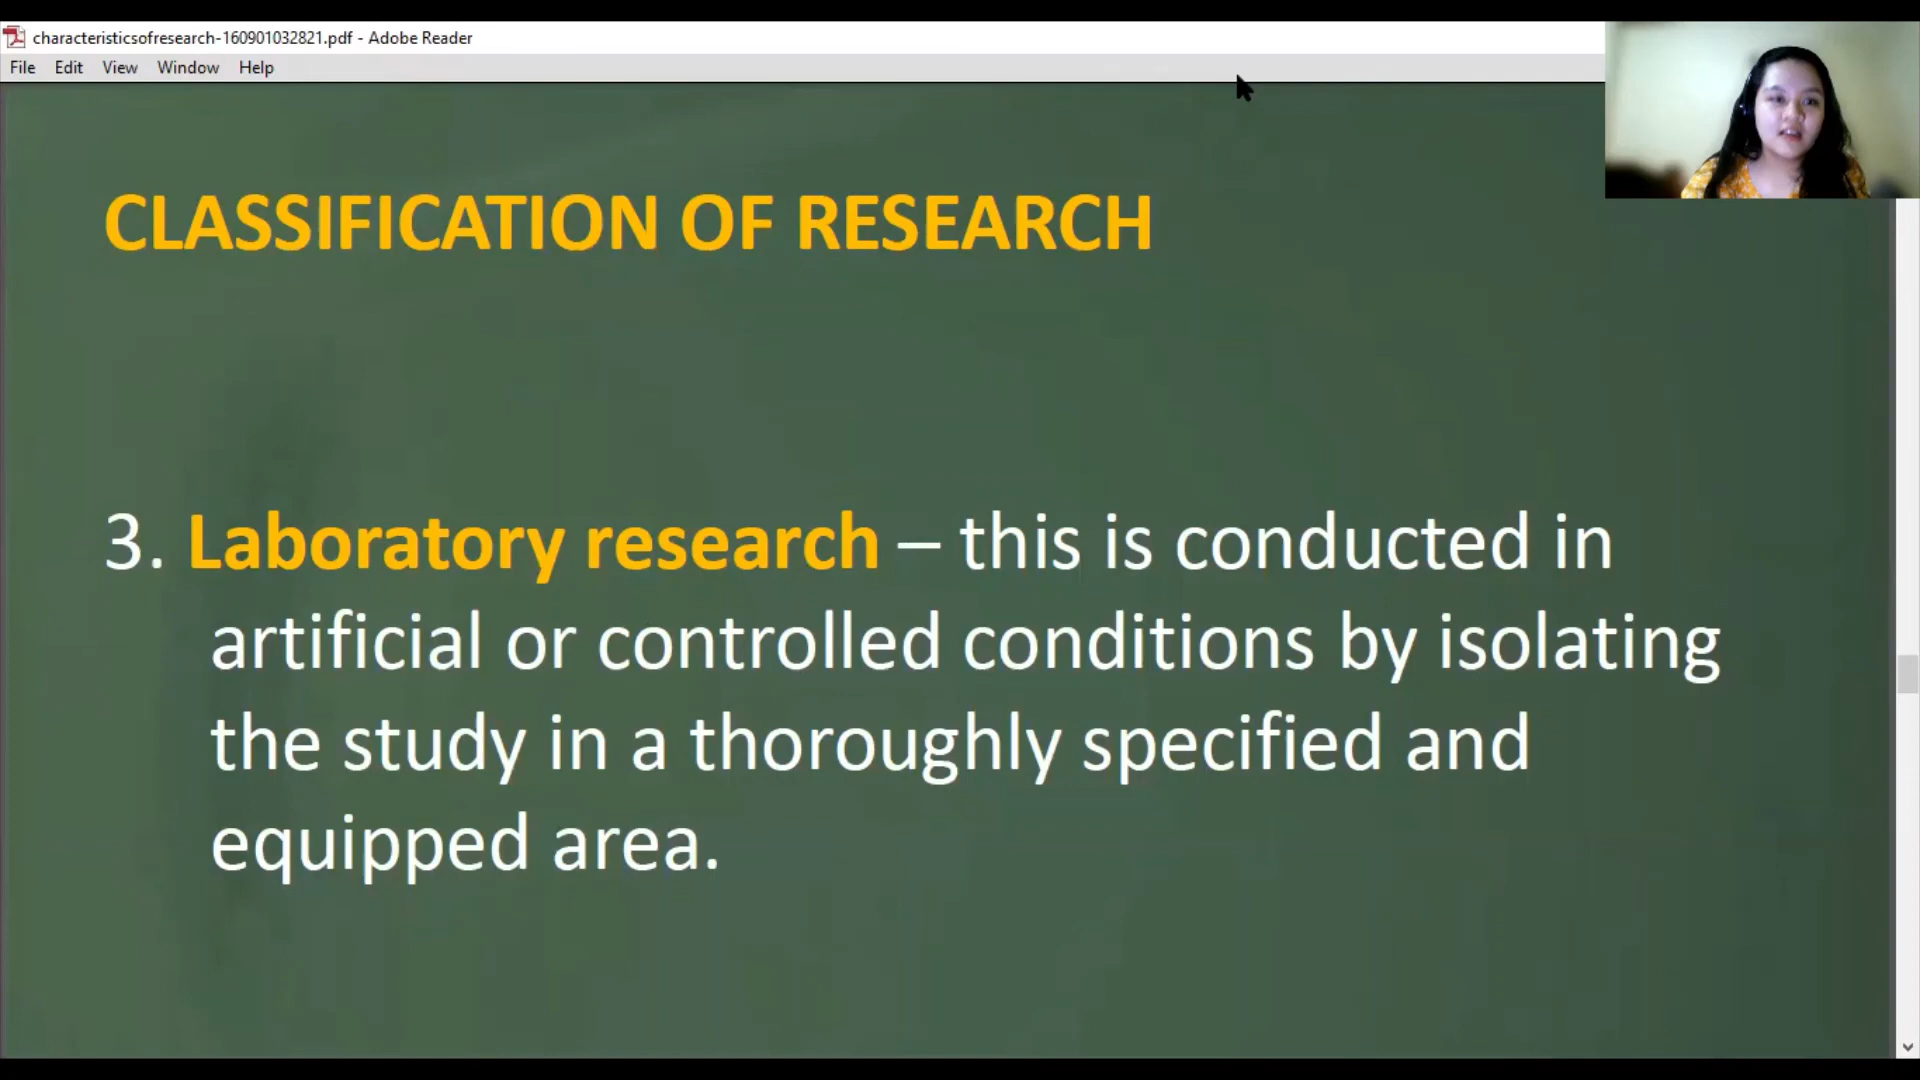 characteristicsofresearch-160901032821.pdf - Adobe Reader
File Edit View Window Help
CLASSIFICATION OF RESEARCH
3. Laboratory research – this is conducted in
artificial or controlled conditions by isolating
the study in a thoroughly specified and
equipped area.